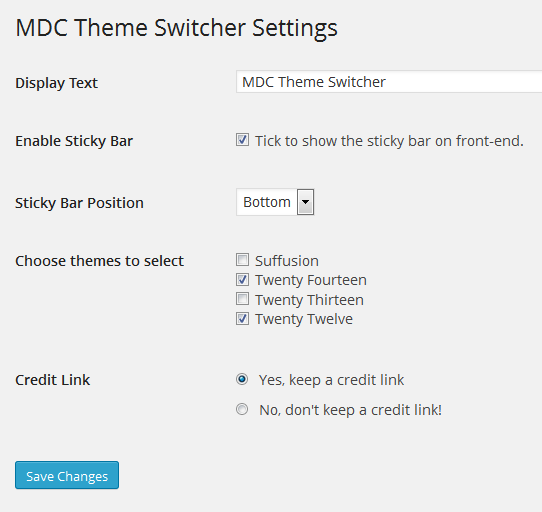 MDC Theme Switcher Settings
Display Text
MDC Theme Switcher
Enable Sticky Bar
Tick to show the sticky bar on front-end.
Sticky Bar Position
Bottom
Choose themes to select
Suffusion
Twenty Fourteen
Twenty Thirteen
Twenty Twelve
Credit Link
Yes, keep a credit link
No, don't keep a credit link!
Save Changes